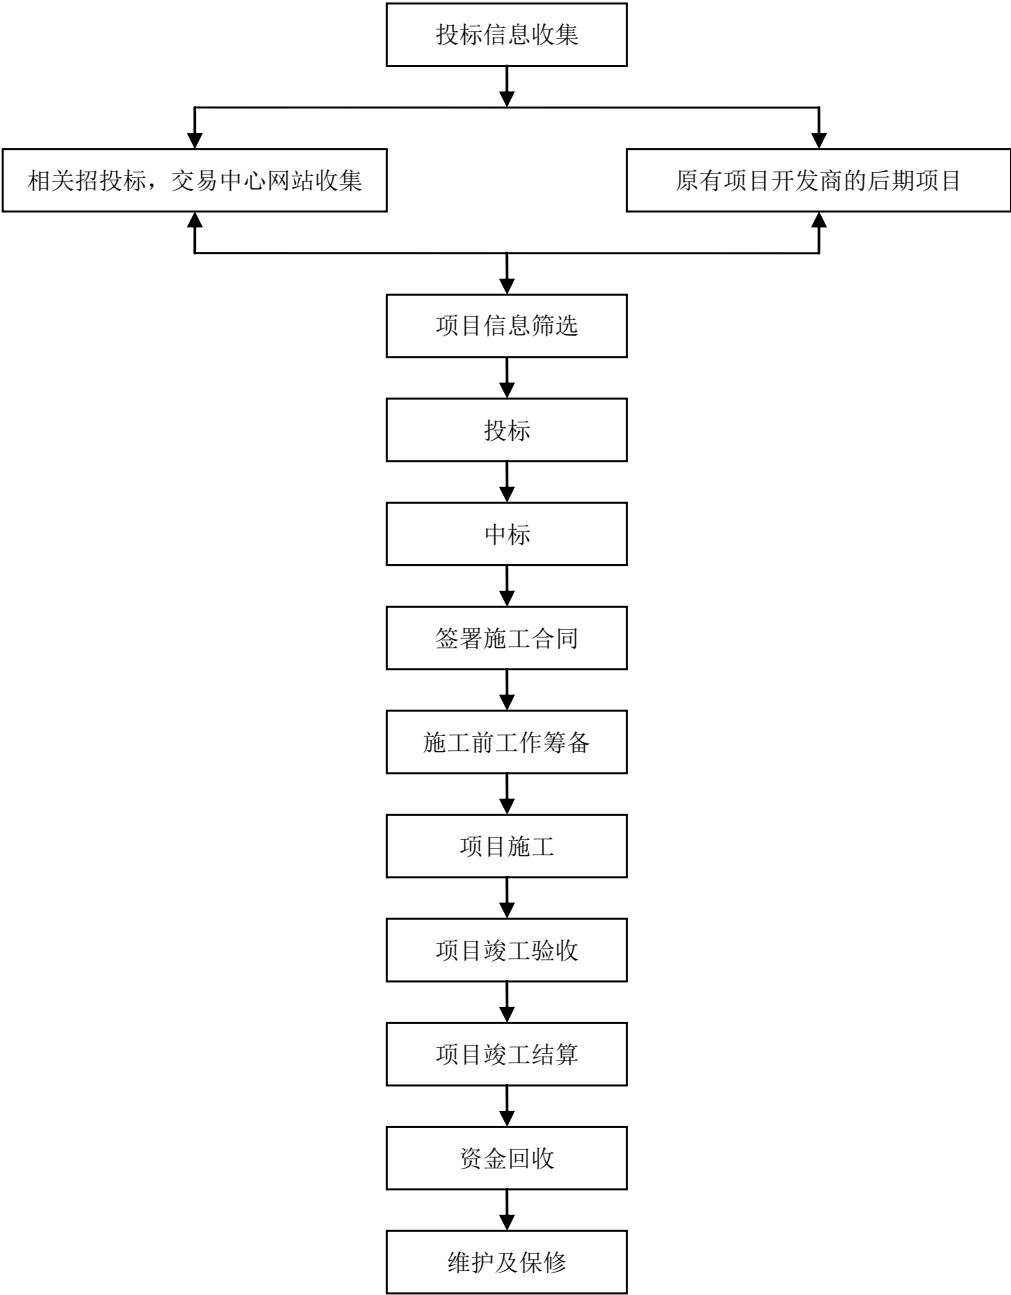 投标信息收集
相关招投标，交易中心网站收集
原有项目开发商的后期项目
项目信息筛选
投标
中标
签署施工合同
施工前工作筹备
项目施工
项目竣工验收
项目竣工结算
资金回收
维护及保修